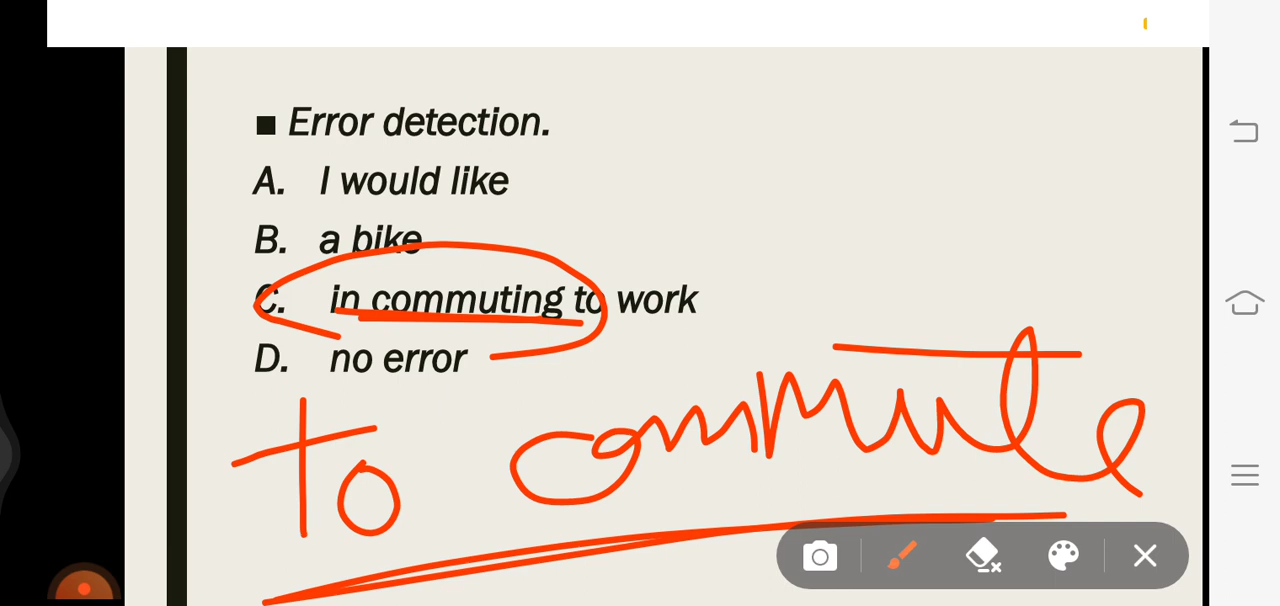 ■ Error detection.
A. I would like
B. a bike
C. in commuting to work
D. no error
To commute